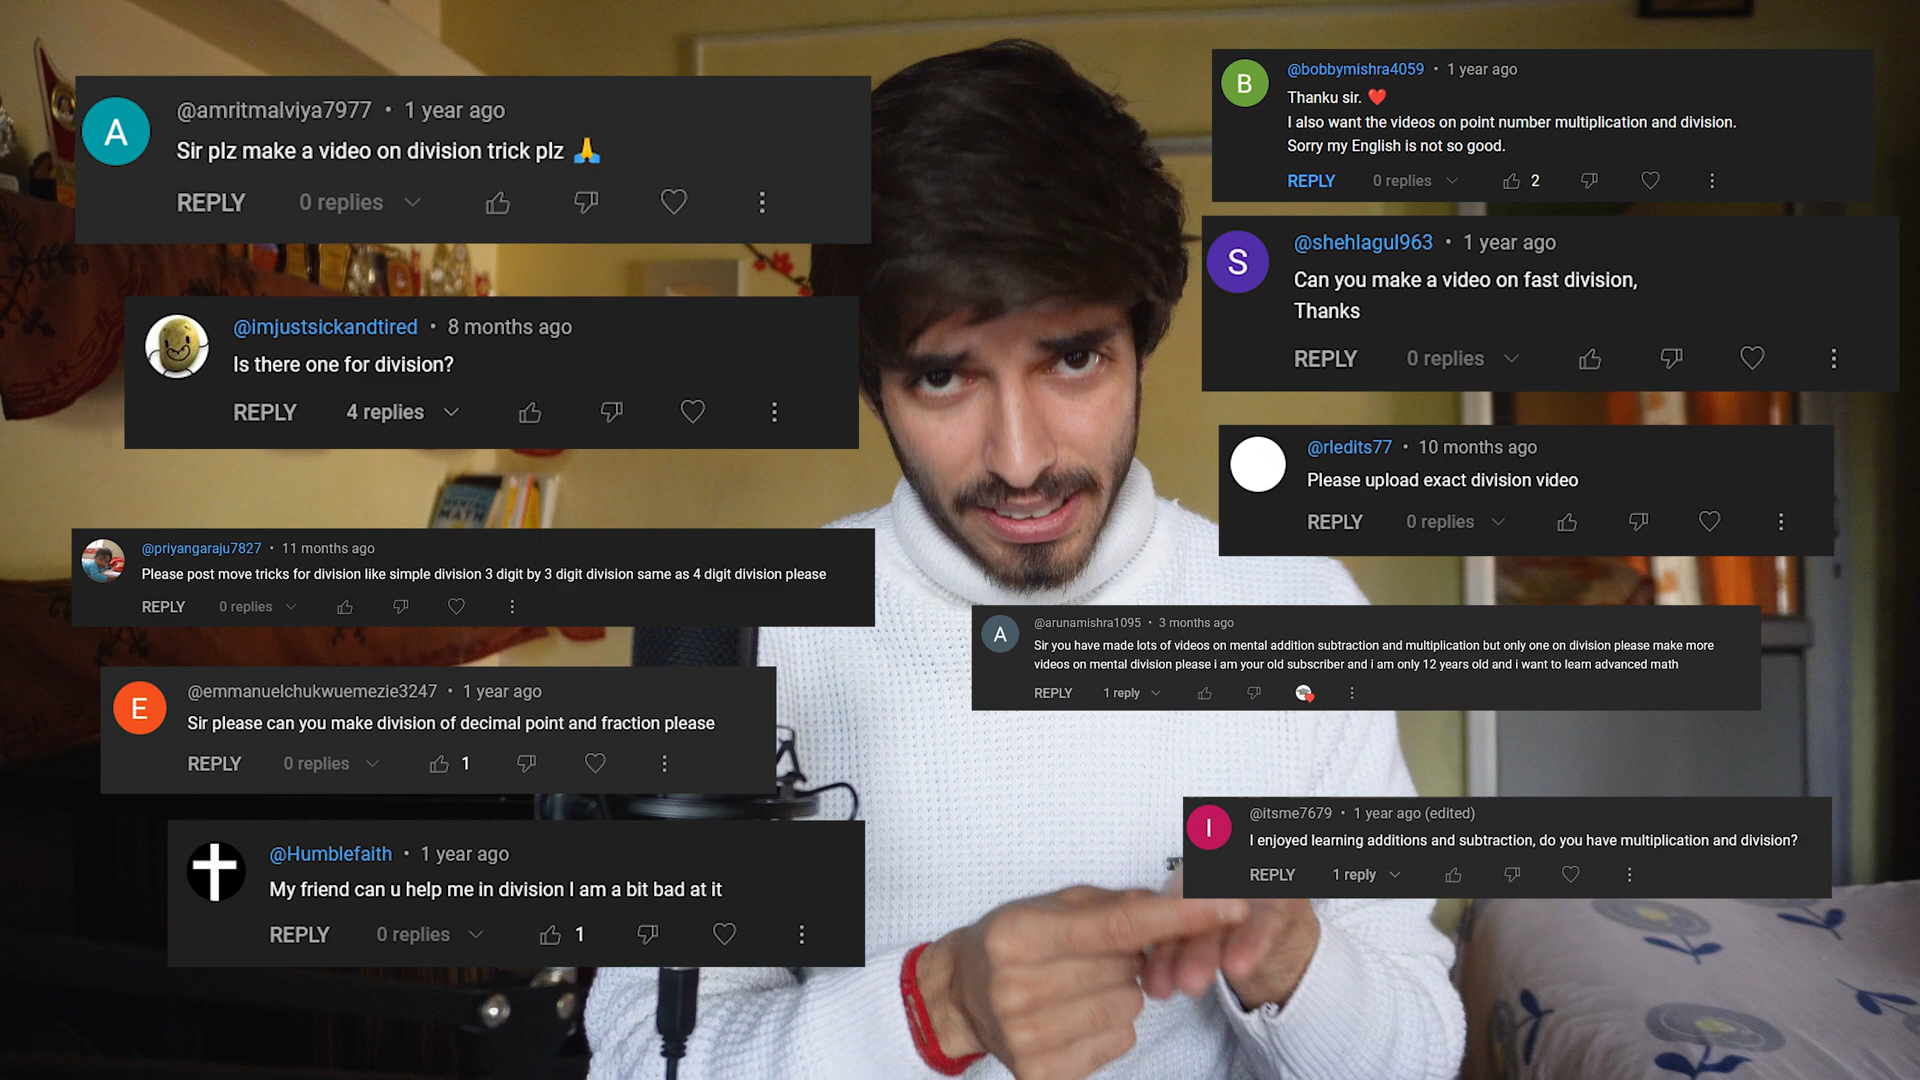 A
@amritmalviya7977 • 1 year ago
Sir plz make a video on division trick plz 🙏
REPLY 0 replies
@imjustsickandtired • 8 months ago
Is there one for division?
REPLY 4 replies
MATH
@priyangaraju7827 • 11 months ago
Please post move tricks for division like simple division 3 digit by 3 digit division same as 4 digit division please
REPLY 0 replies
E
@emmanuelchukwuemezie3247 • 1 year ago
Sir please can you make division of decimal point and fraction please
REPLY 0 replies 1
@Humblefaith • 1 year ago
My friend can u help me in division I am a bit bad at it
REPLY 0 replies 1
B
@bobbymishra4059 • 1 year ago
Thanku sir. ❤️
I also want the videos on point number multiplication and division.
Sorry my English is not so good.
REPLY 0 replies 2
S
@shehlagul963 • 1 year ago
Can you make a video on fast division,
Thanks
REPLY 0 replies
@rledits77 • 10 months ago
Please upload exact division video
REPLY 0 replies
A
@arunamishra1095 • 3 months ago
Sir you have made lots of videos on mental addition subtraction and multiplication but only one on division please make more
videos on mental division please i am your old subscriber and i am only 12 years old and i want to learn advanced math
REPLY 1 reply
I
@itsme7679 • 1 year ago (edited)
I enjoyed learning additions and subtraction, do you have multiplication and division?
REPLY 1 reply